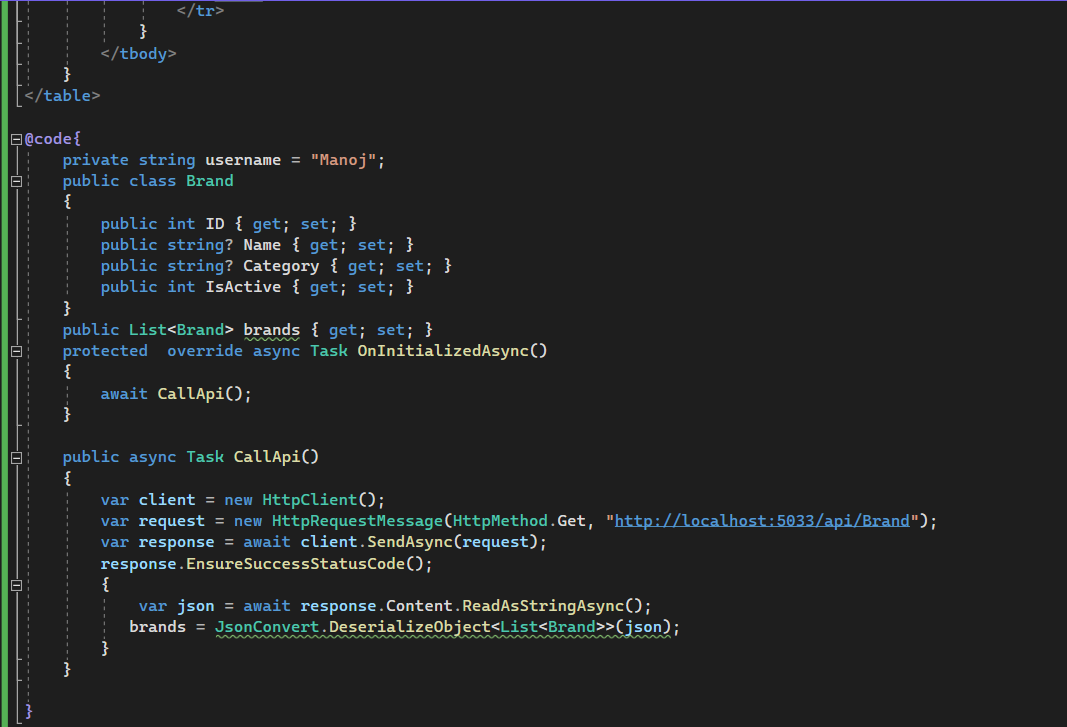 </tr>
}
</tbody>
}
</table>
@code{
private string username = "Manoj";
public class Brand
{
public int ID { get; set; }
public string? Name { get; set; }
public string? Category { get; set; }
public int IsActive { get; set; }
}
public List<Brand> brands { get; set; }
protected  override async Task OnInitializedAsync()
{
await CallApi();
}
public async Task CallApi()
{
var client = new HttpClient();
var request = new HttpRequestMessage(HttpMethod.Get, "http://localhost:5033/api/Brand");
var response = await client.SendAsync(request);
response.EnsureSuccessStatusCode();
{
var json = await response.Content.ReadAsStringAsync();
brands = JsonConvert.DeserializeObject<List<Brand>>(json);
}
}
}